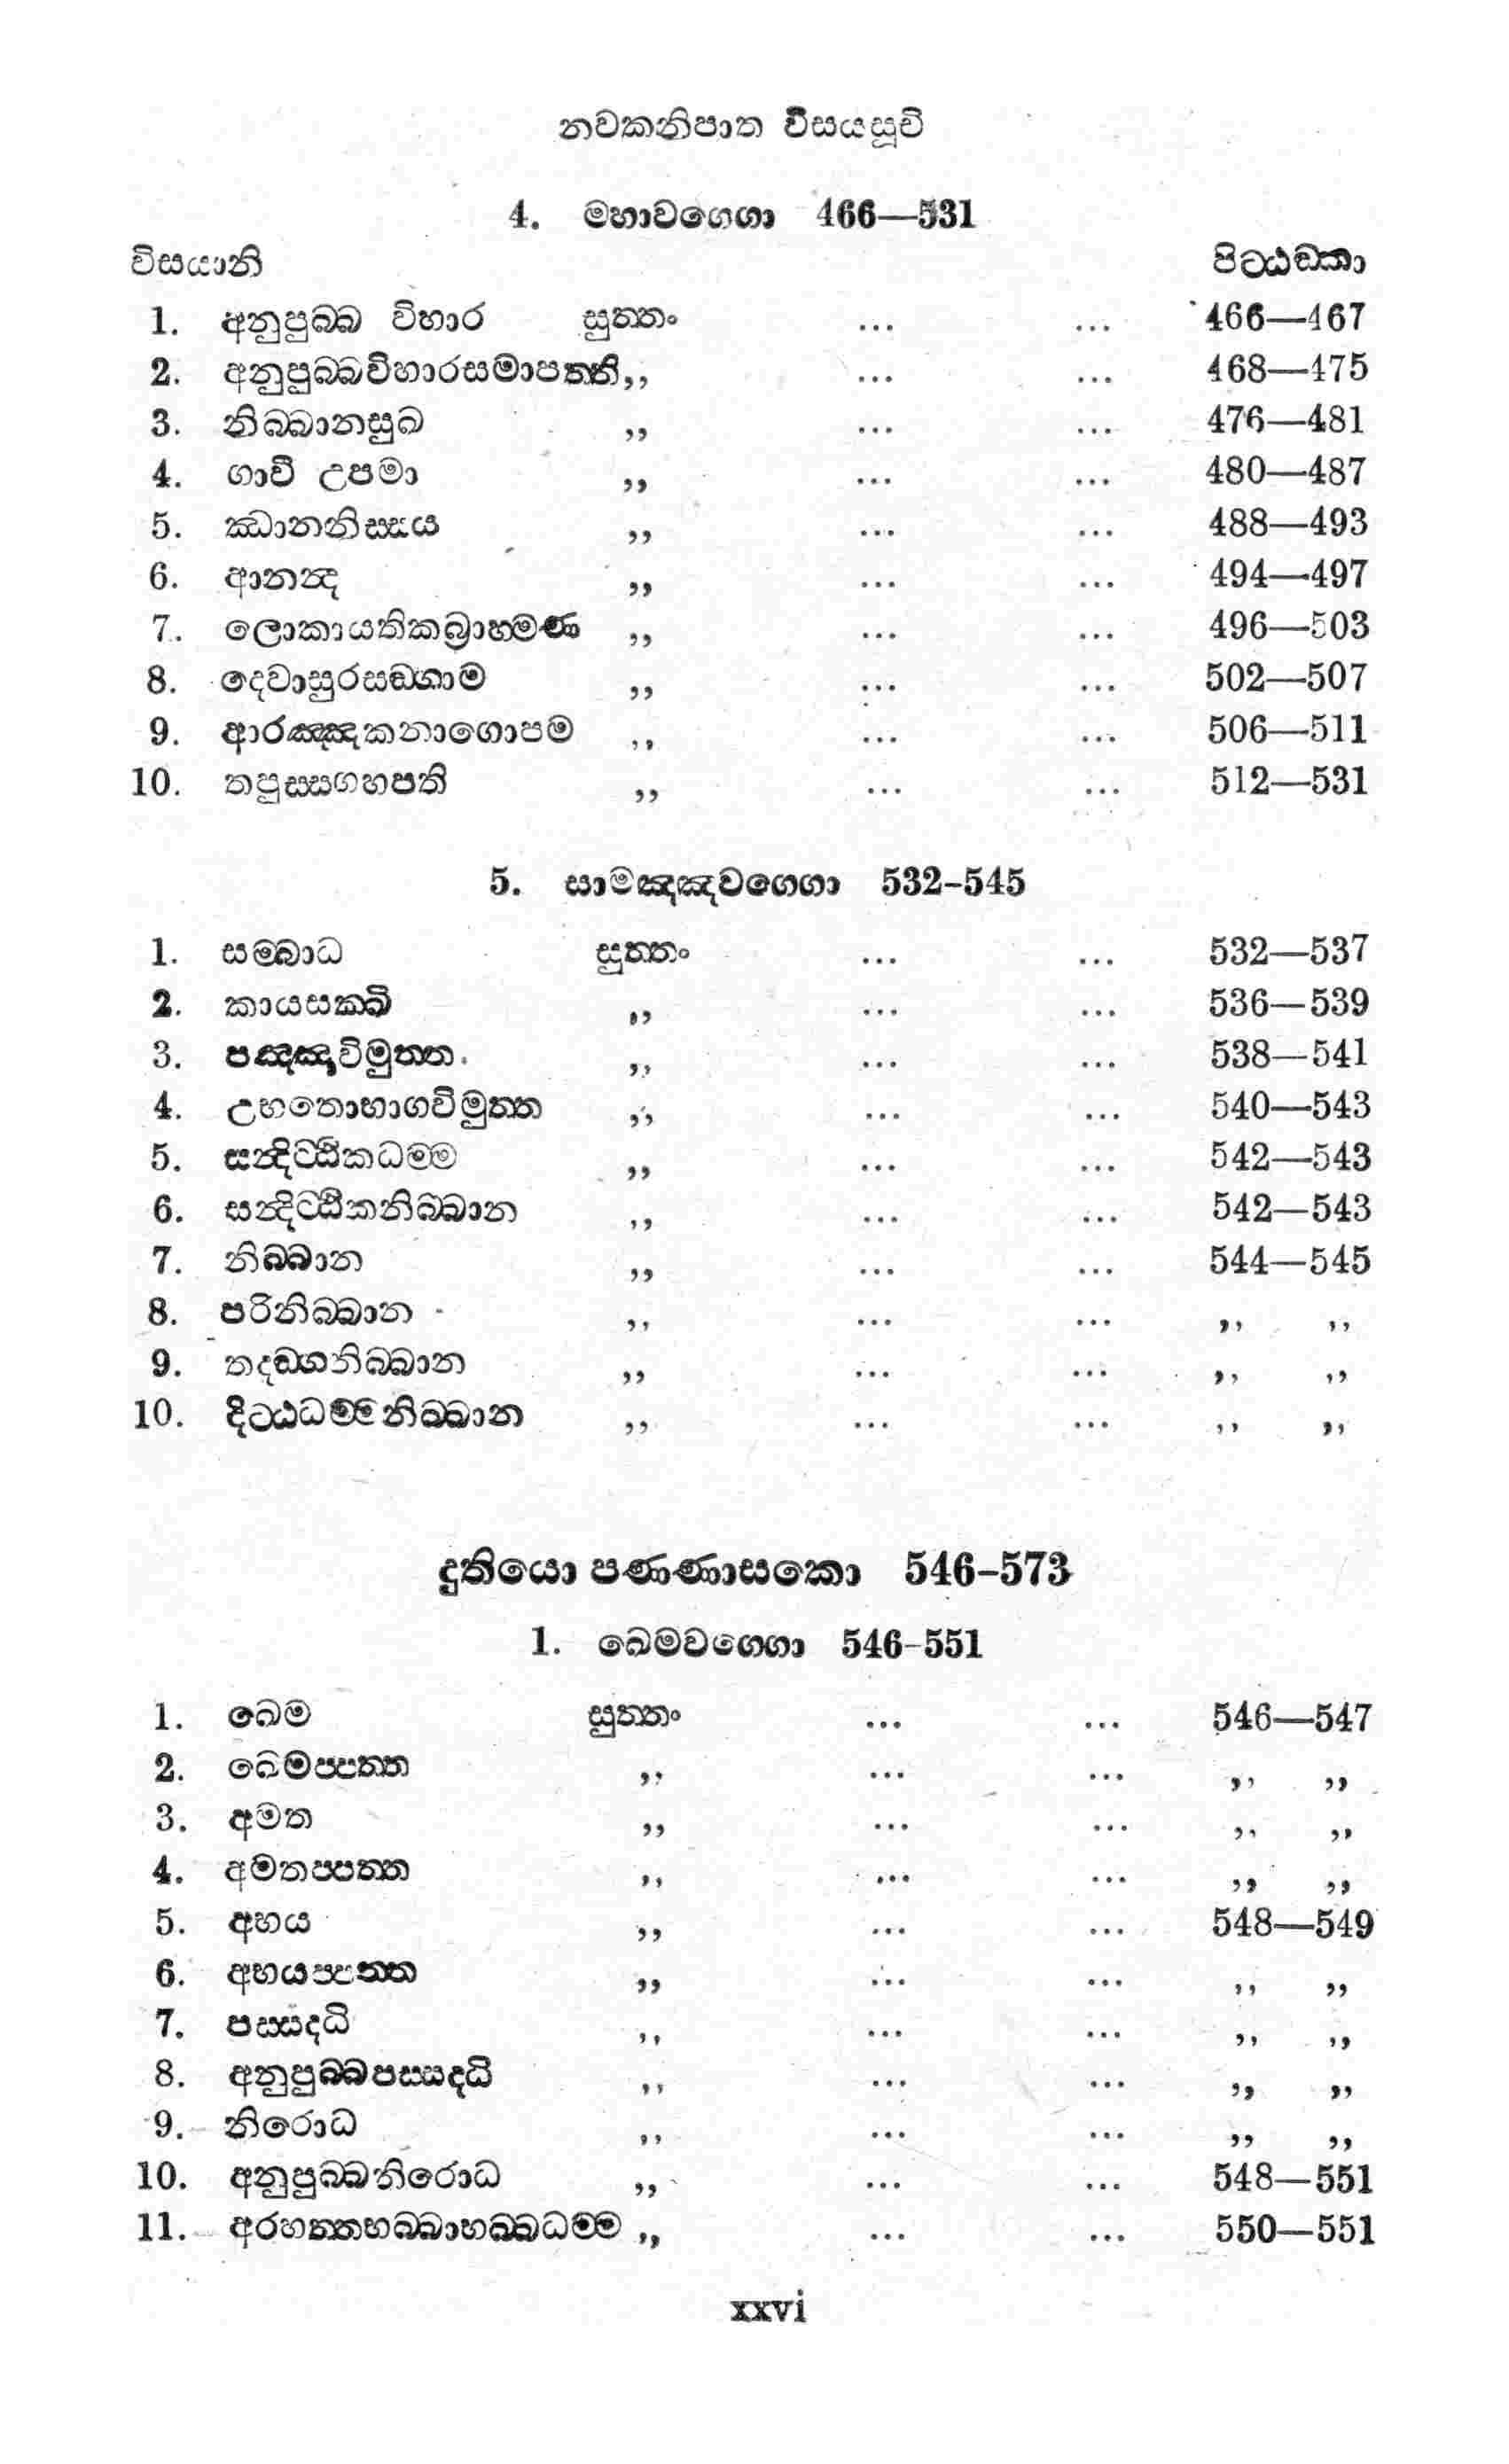 නවකනිපාත විසයසූචි
4. මහාවග්ගො 466—531
විසයානි පිට්ඨඞ්කා
1. අනුපුබ්බ විහාර සුත්තං ... ... 466—467
2. අනුපුබ්බවිහාරසමාපත්ති ,, ... ... 468—475
3. නිබ්බානසුඛ ,, ... ... 476—481
4. ගාවී උපමා ,, ... ... 480—487
5. ඣානනිස්සය ,, ... ... 488—493
6. ආනන්ද ,, ... ... 494—497
7. ලොකායතිකබ්‍රාහ්මණ ,, ... ... 496—503
8. දෙවාසුරසඞ්ගාම ,, ... ... 502—507
9. ආරඤ්ඤකනාගොපම ,, ... ... 506—511
10. තපුස්සගහපති ,, ... ... 512—531
5. සාමඤ්ඤවග්ගො 532-545
1. සම්බාධ සුත්තං ... ... 532—537
2. කායසක්ඛි ,, ... ... 536—539
3. පඤ්ඤාවිමුත්ත ,, ... ... 538—541
4. උභතොභාගවිමුත්ත ,, ... ... 540—543
5. සන්දිට්ඨිකධම්ම ,, ... ... 542—543
6. සන්දිට්ඨිකනිබ්බාන ,, ... ... 542—543
7. නිබ්බාන ,, ... ... 544—545
8. පරිනිබ්බාන ,, ... ... ,, ,,
9. තදඞ්ගනිබ්බාන ,, ... ... ,, ,,
10. දිට්ඨධම්මනිබ්බාන ,, ... ... ,, ,,
දුතියො පණ්ණාසකො 546-573
1. ඛෙමවග්ගො 546-551
1. ඛෙම සුත්තං ... ... 546—547
2. ඛෙමප්පත්ත ,, ... ... ,, ,,
3. අමත ,, ... ... ,, ,,
4. අමතප්පත්ත ,, ... ... ,, ,,
5. අභය ,, ... ... 548—549
6. අභයප්පත්ත ,, ... ... ,, ,,
7. පස්සද්ධි ,, ... ... ,, ,,
8. අනුපුබ්බපස්සද්ධි ,, ... ... ,, ,,
9. නිරොධ ,, ... ... ,, ,,
10. අනුපුබ්බනිරොධ ,, ... ... 548—551
11. අරහත්තභබ්බාභබ්බධම්ම ,, ... ... 550—551
xxvi